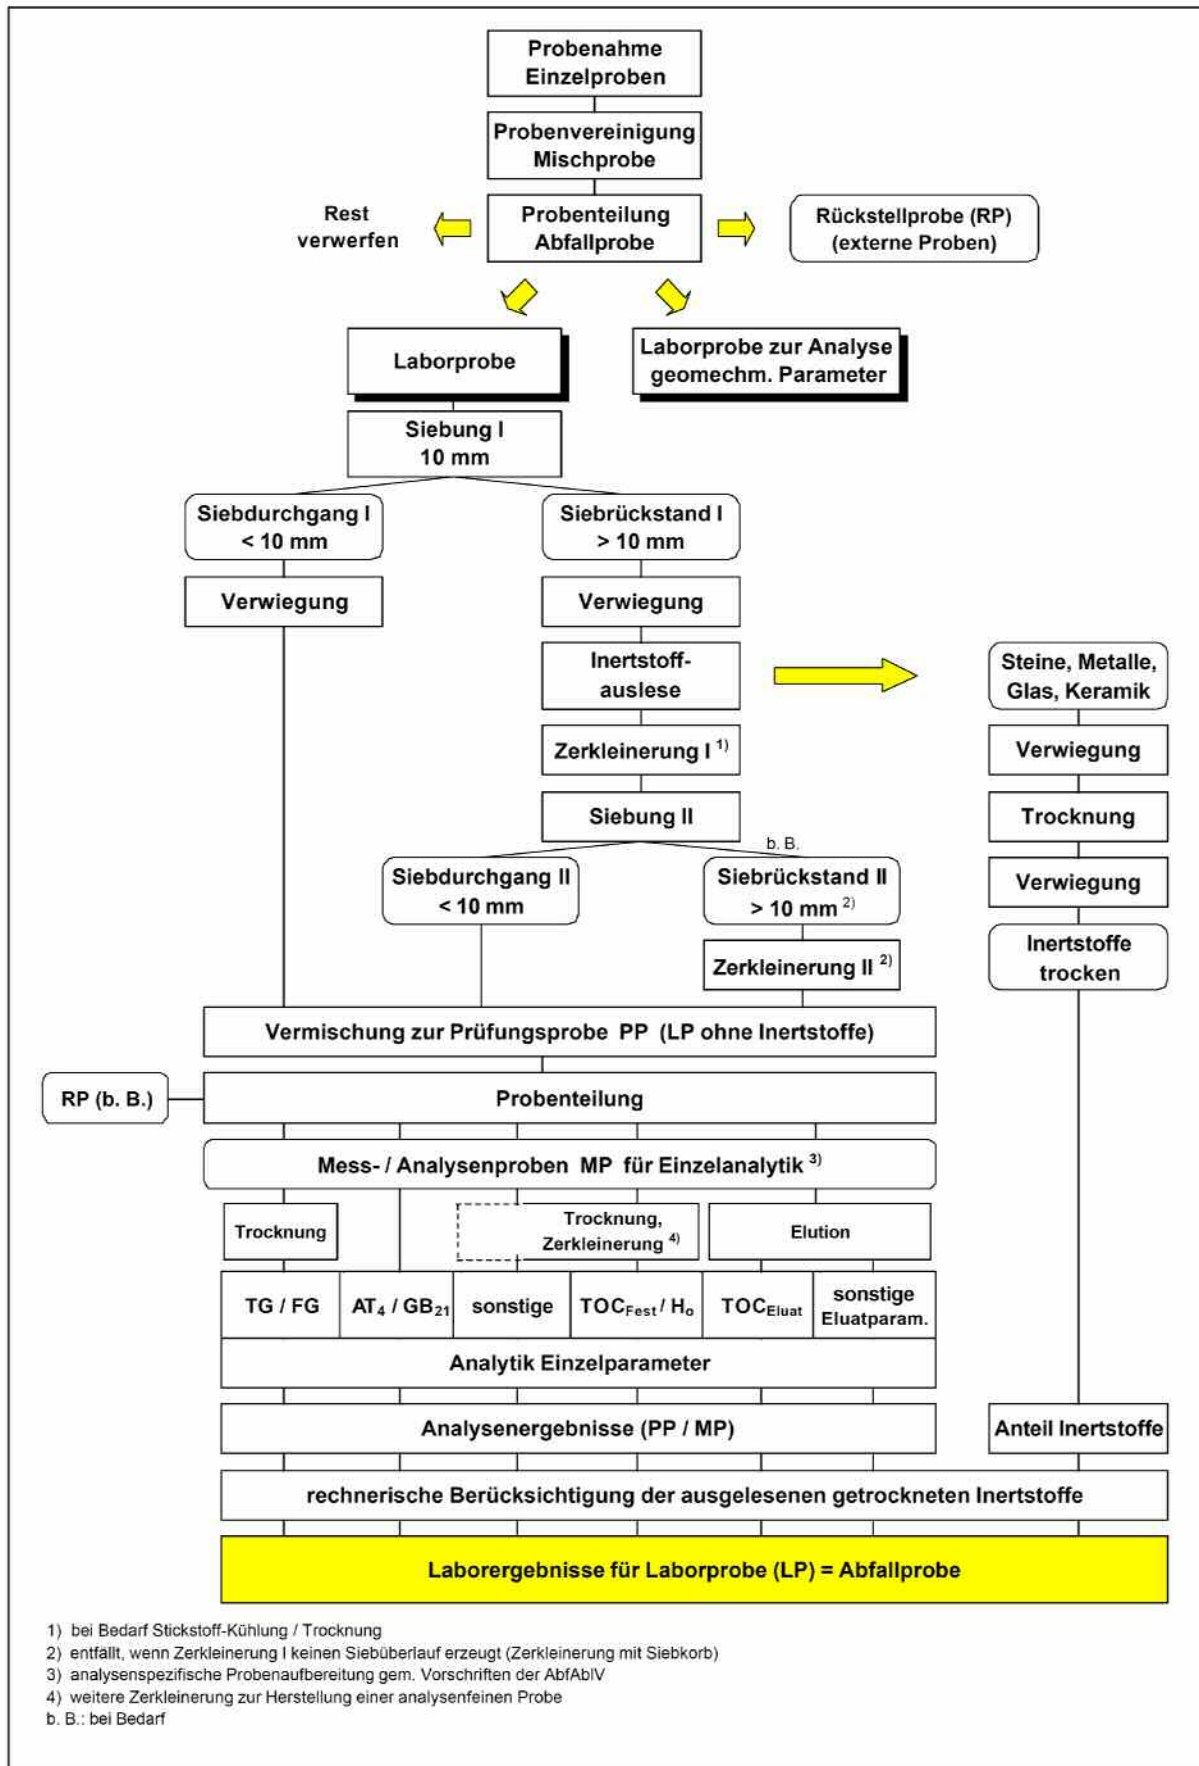 Probenahme
Einzelproben
Probenvereinigung
Mischprobe
Rest
verwerfen
Probenteilung
Abfallprobe
Rückstellprobe (RP)
(externe Proben)
Laborprobe
Laborprobe zur Analyse
geomechm. Parameter
Siebung I
10 mm
Siebdurchgang I
< 10 mm
Siebrückstand I
> 10 mm
Verwiegung
Verwiegung
Inertstoff-
auslese
Steine, Metalle,
Glas, Keramik
Zerkleinerung I 1)
Verwiegung
Siebung II
Trocknung
b. B.
Siebdurchgang II
< 10 mm
Siebrückstand II
> 10 mm 2)
Verwiegung
Zerkleinerung II 2)
Inertstoffe
trocken
Vermischung zur Prüfungsprobe PP (LP ohne Inertstoffe)
RP (b. B.)
Probenteilung
Mess- / Analysenproben MP für Einzelanalytik 3)
Trocknung
Trocknung,
Zerkleinerung 4)
Elution
TG / FG
AT4 / GB21
sonstige
TOCFest / Ho
TOCEluat
sonstige
Eluatparam.
Analytik Einzelparameter
Analysenergebnisse (PP / MP)
Anteil Inertstoffe
rechnerische Berücksichtigung der ausgelesenen getrockneten Inertstoffe
Laborergebnisse für Laborprobe (LP) = Abfallprobe
1) bei Bedarf Stickstoff-Kühlung / Trocknung
2) entfällt, wenn Zerkleinerung I keinen Siebüberlauf erzeugt (Zerkleinerung mit Siebkorb)
3) analysenspezifische Probenaufbereitung gem. Vorschriften der AbfAblV
4) weitere Zerkleinerung zur Herstellung einer analysenfeinen Probe
b. B.: bei Bedarf